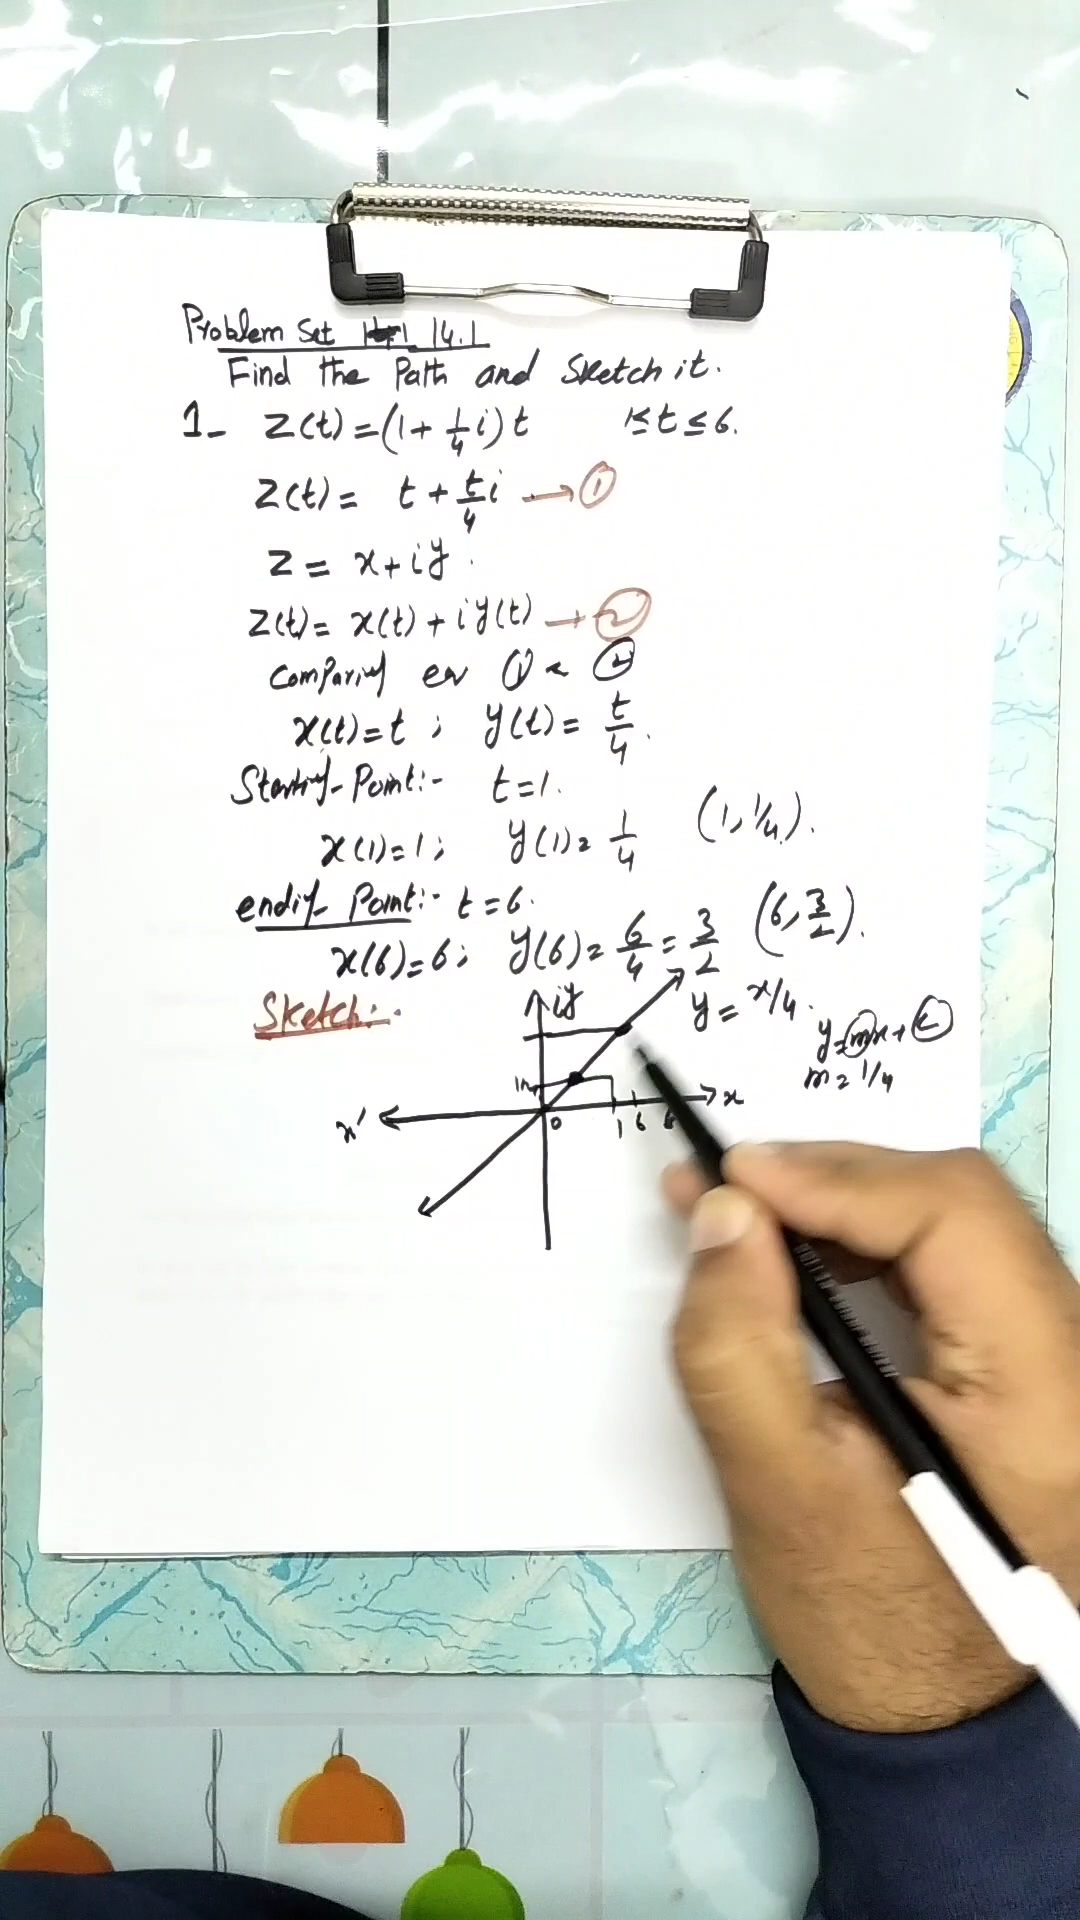 Problem Set 14.1
Find the Path and Sketch it.
1- z(t) = (1 + 1/4 i) t 1 ≤ t ≤ 6.
z(t) = t + t/4 i → ①
z = x + iy.
z(t) = x(t) + iy(t) → ②
Comparing ① ②
x(t) = t ; y(t) = t/4.
Starting Point:- t = 1.
x(1) = 1 ; y(1) = 1/4 (1, 1/4).
ending Point:- t = 6.
x(6) = 6 ; y(6) = 6/4 = 3/2 (6, 3/2).
Sketch:-
iy
y = x/4.
y = mx + c
m = 1/4
x' 0 1 6 x